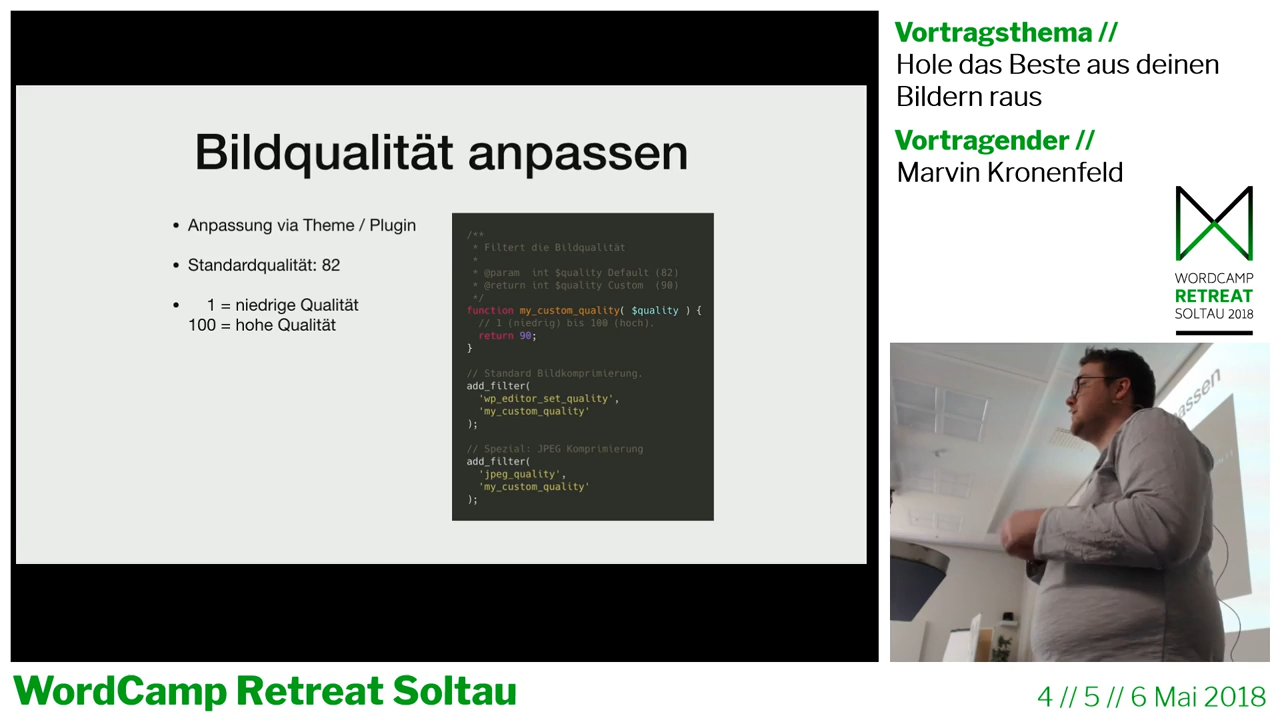 Bildqualität anpassen
• Anpassung via Theme / Plugin
• Standardqualität: 82
• 1 = niedrige Qualität
100 = hohe Qualität
/**
* Filtert die Bildqualität
*
* @param int $quality Default (82)
* @return int $quality Custom (90)
*/
function my_custom_quality( $quality ) {
// 1 (niedrig) bis 100 (hoch).
return 90;
}
// Standard Bildkomprimierung.
add_filter(
'wp_editor_set_quality',
'my_custom_quality'
);
// Spezial: JPEG Komprimierung
add_filter(
'jpeg_quality',
'my_custom_quality'
);
Vortragsthema //
Hole das Beste aus deinen
Bildern raus
Vortragender //
Marvin Kronenfeld
WORDCAMP
RETREAT
SOLTAU 2018
passen
WordCamp Retreat Soltau
4 // 5 // 6 Mai 2018